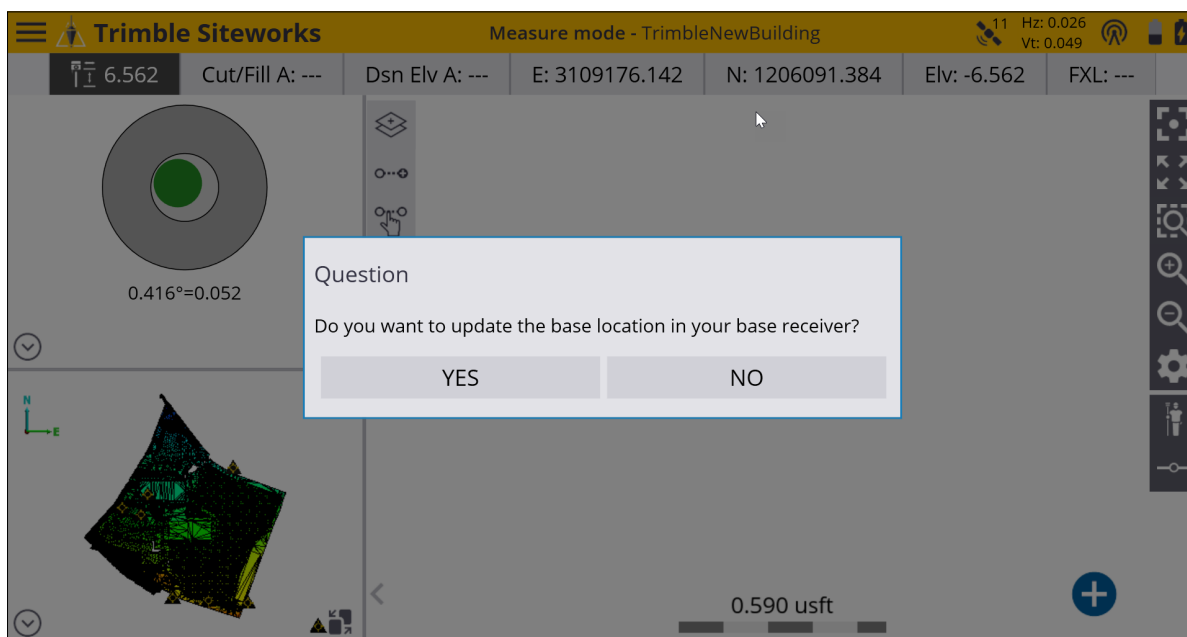 Trimble Siteworks
Measure mode - TrimbleNewBuilding
11
Hz: 0.026
Vt: 0.049
6.562
Cut/Fill A: ---
Dsn Elv A: ---
E: 3109176.142
N: 1206091.384
Elv: -6.562
FXL: ---
0.416°=0.052
Question
Do you want to update the base location in your base receiver?
YES
NO
N
E
0.590 usft